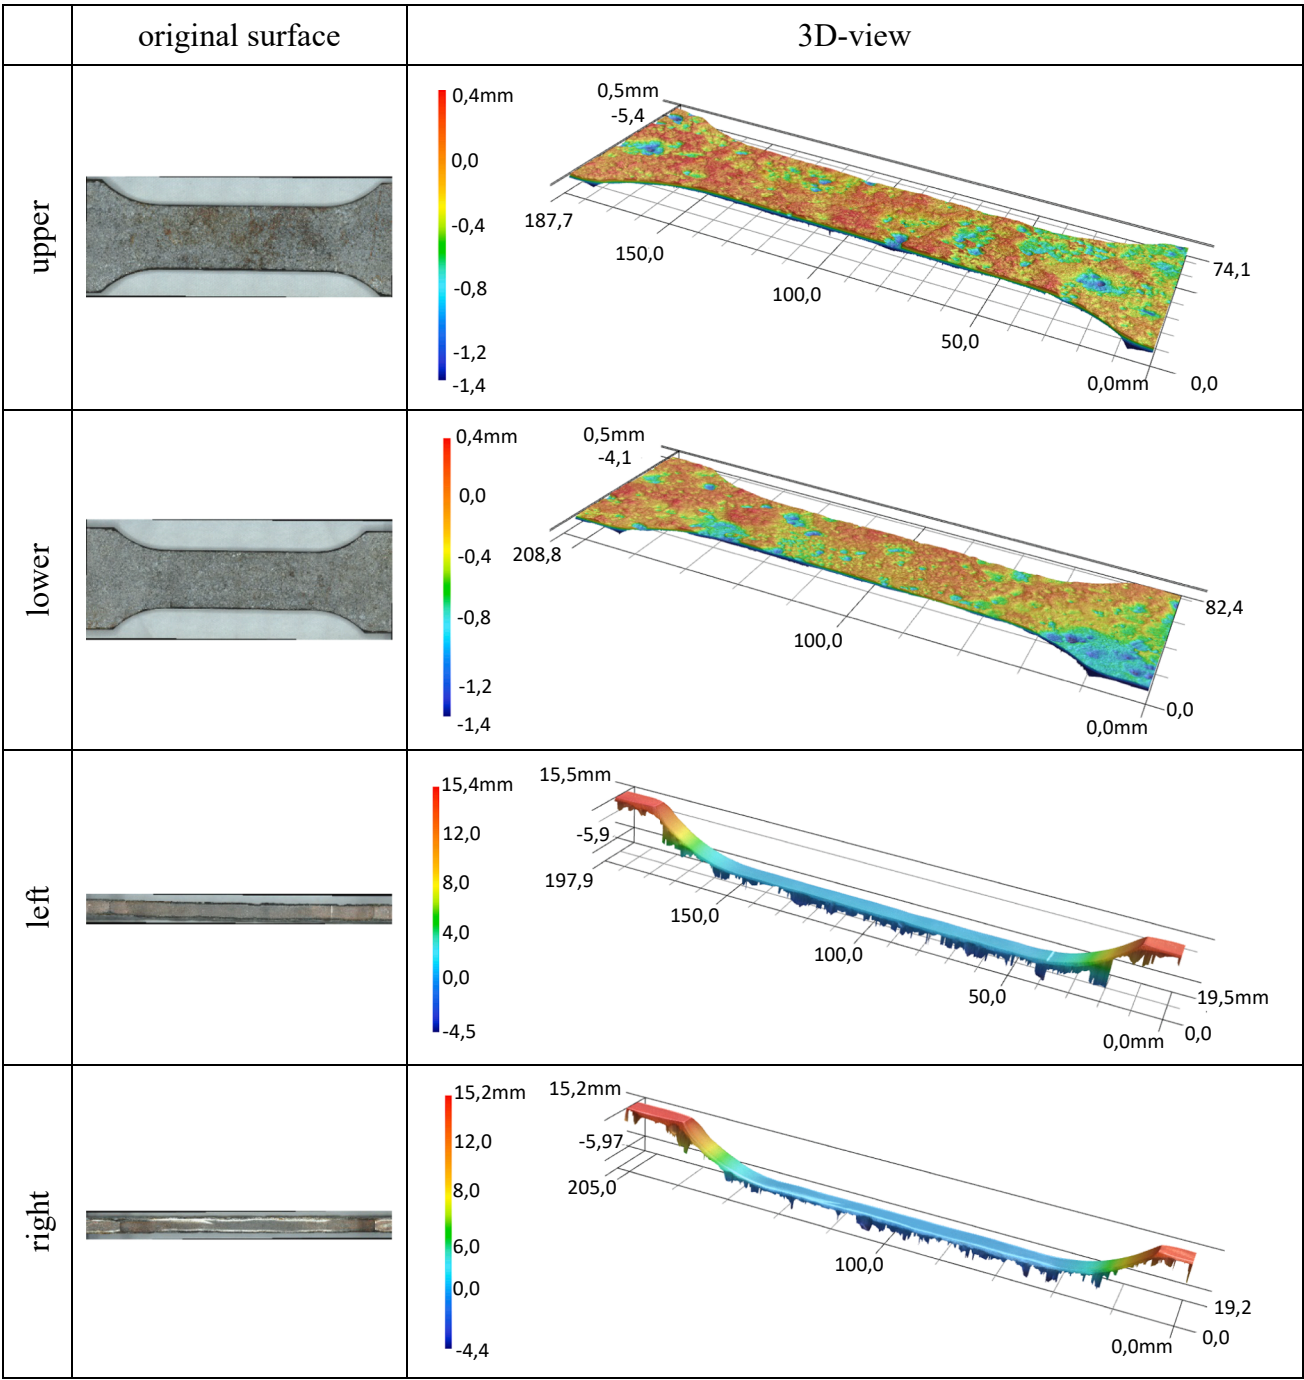 original surface
3D-view
upper
0,4mm
0,0
-0,4
-0,8
-1,2
-1,4
0,5mm
-5,4
187,7
150,0
100,0
50,0
0,0mm
0,0
74,1
lower
0,4mm
0,0
-0,4
-0,8
-1,2
-1,4
0,5mm
-4,1
208,8
100,0
0,0mm
0,0
82,4
left
15,4mm
12,0
8,0
4,0
0,0
-4,5
15,5mm
-5,9
197,9
150,0
100,0
50,0
0,0mm
0,0
19,5mm
right
15,2mm
12,0
8,0
6,0
0,0
-4,4
15,2mm
-5,97
205,0
100,0
0,0mm
0,0
19,2